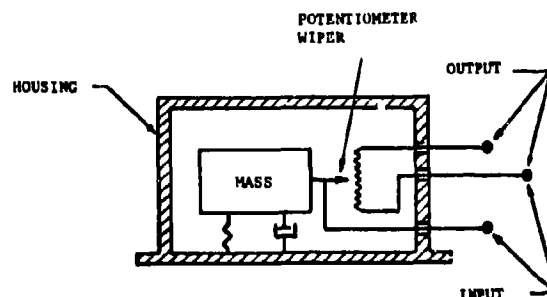 POTENTIOMETER
WIPER
OUTPUT
HOUSING
MASS
INPUT